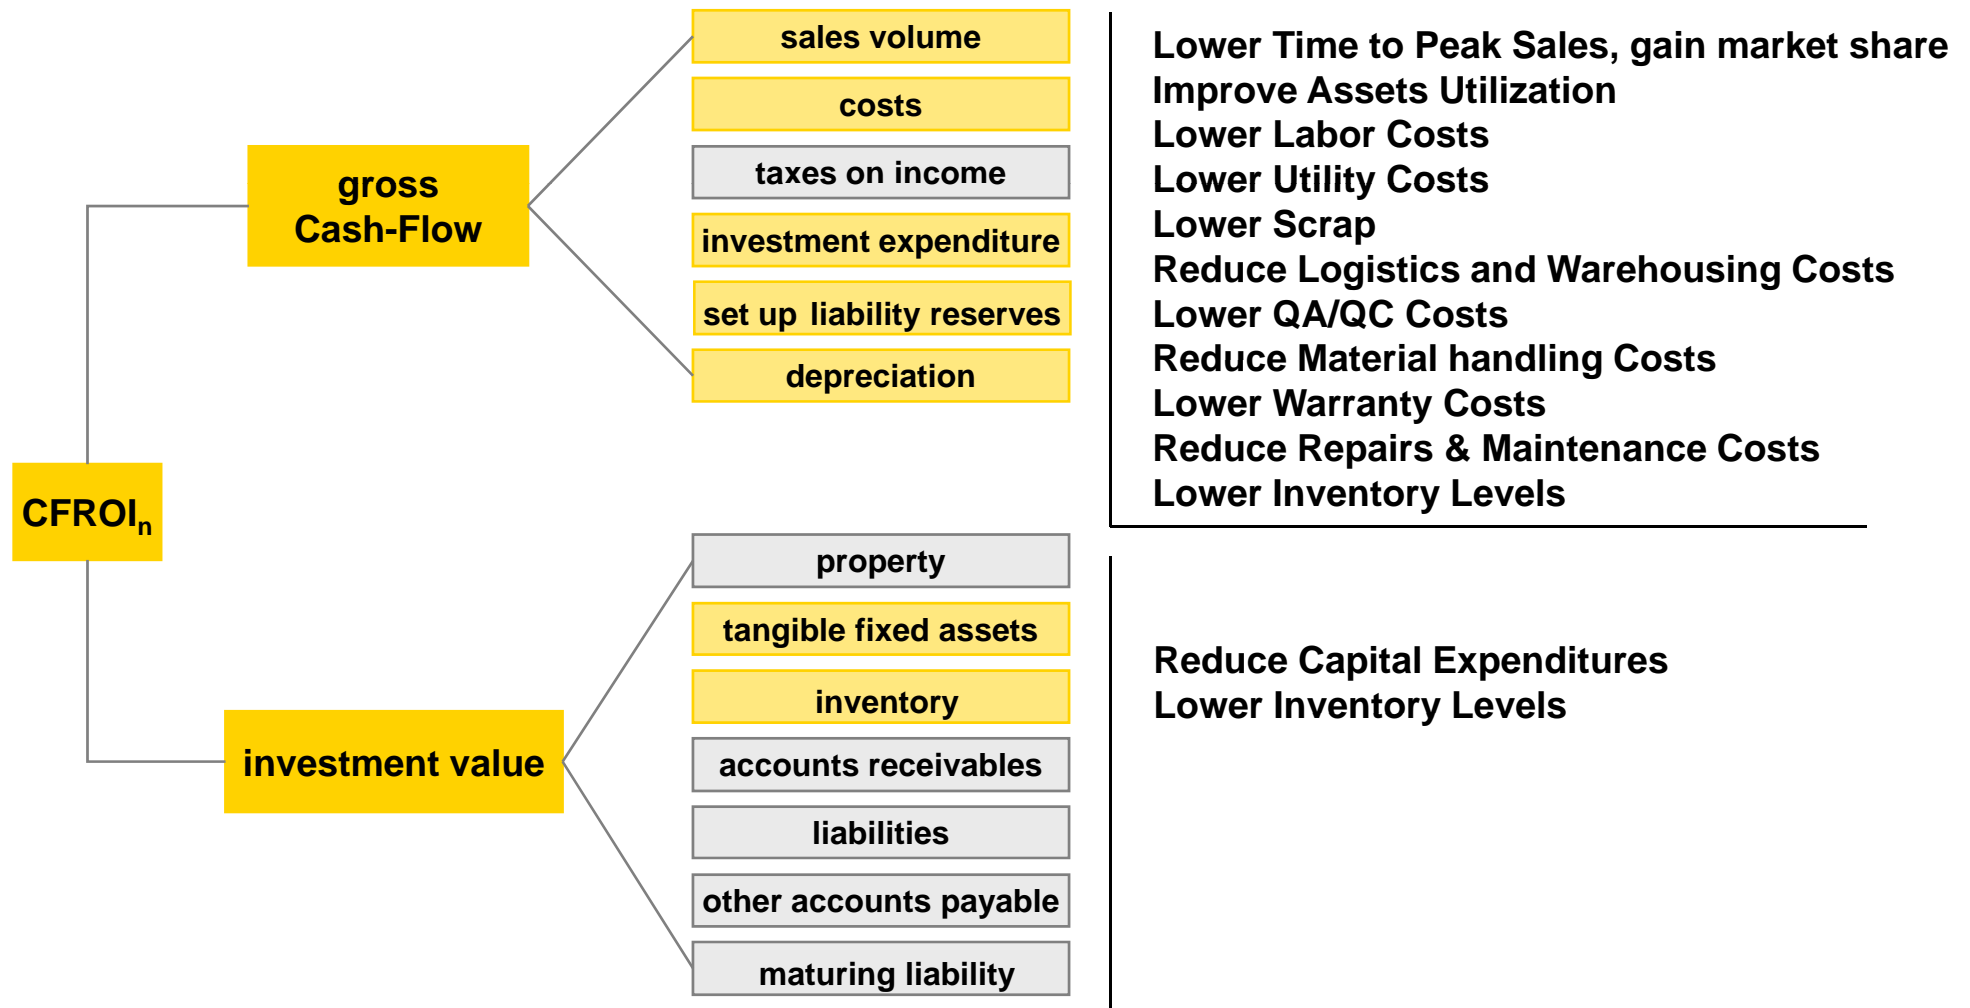 sales volume
costs
taxes on income
gross
Cash-Flow
investment expenditure
set up liability reserves
depreciation
CFROIn
property
tangible fixed assets
inventory
investment value
accounts receivables
liabilities
other accounts payable
maturing liability
Lower Time to Peak Sales, gain market share
Improve Assets Utilization
Lower Labor Costs
Lower Utility Costs
Lower Scrap
Reduce Logistics and Warehousing Costs
Lower QA/QC Costs
Reduce Material handling Costs
Lower Warranty Costs
Reduce Repairs & Maintenance Costs
Lower Inventory Levels
Reduce Capital Expenditures
Lower Inventory Levels